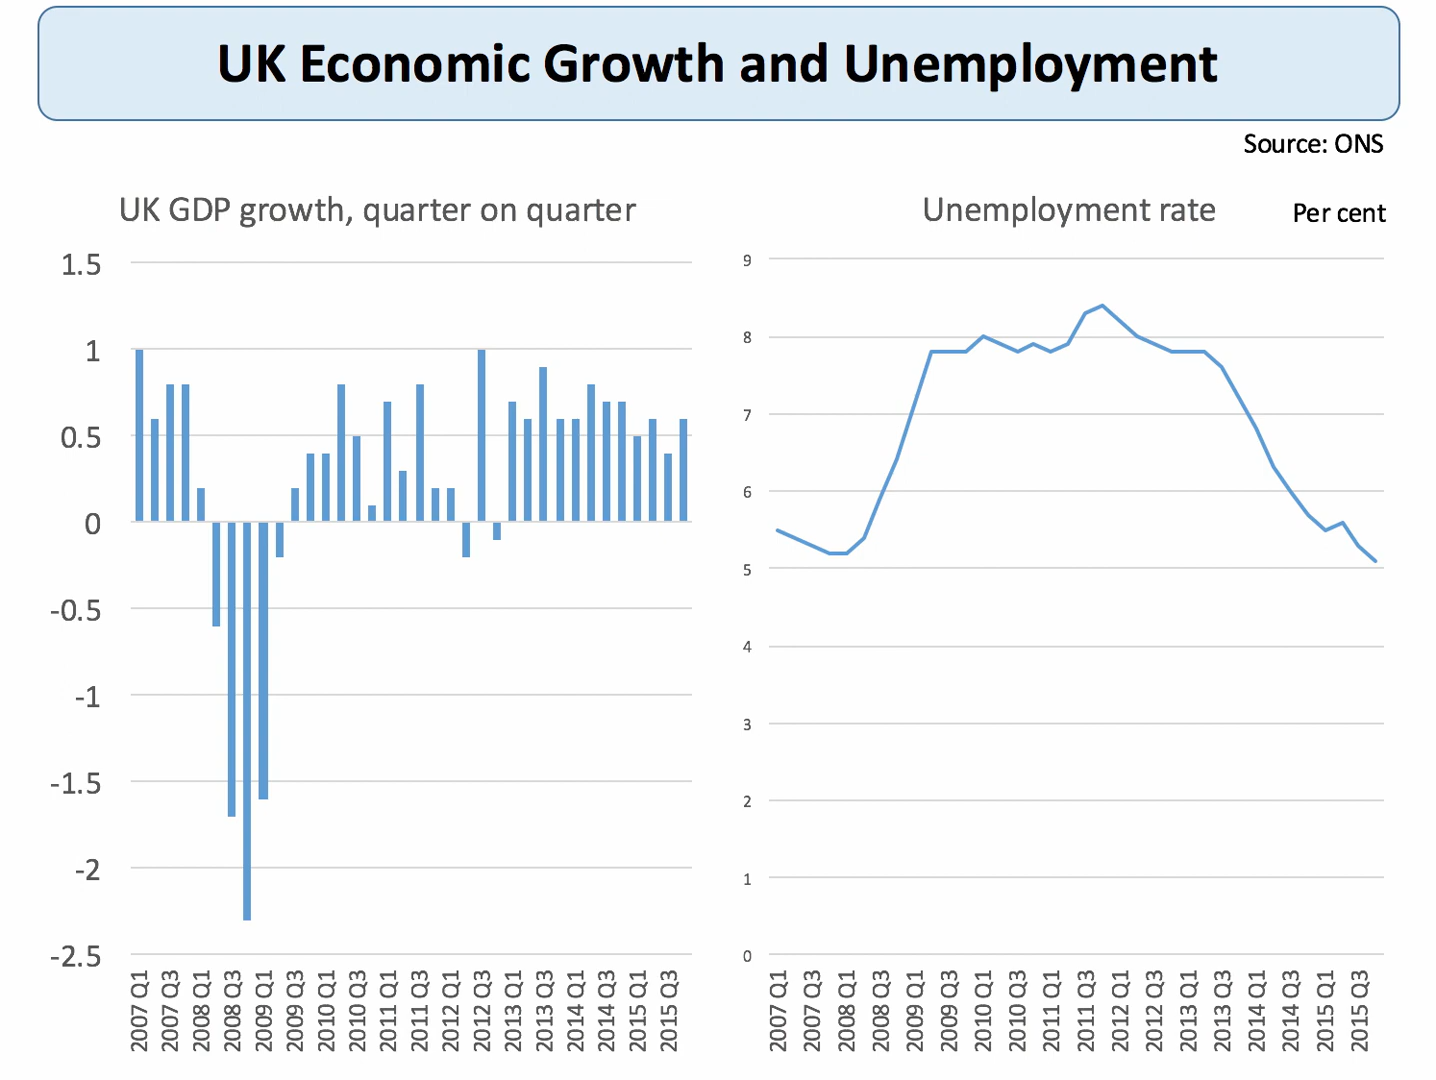 UK Economic Growth and Unemployment
Source: ONS
UK GDP growth, quarter on quarter
1.5
1
0.5
0
-0.5
-1
-1.5
-2
-2.5
2007 Q1
2007 Q3
2008 Q1
2008 Q3
2009 Q1
2009 Q3
2010 Q1
2010 Q3
2011 Q1
2011 Q3
2012 Q1
2012 Q3
2013 Q1
2013 Q3
2014 Q1
2014 Q3
2015 Q1
2015 Q3
Unemployment rate
Per cent
9
8
7
6
5
4
3
2
1
0
2007 Q1
2007 Q3
2008 Q1
2008 Q3
2009 Q1
2009 Q3
2010 Q1
2010 Q3
2011 Q1
2011 Q3
2012 Q1
2012 Q3
2013 Q1
2013 Q3
2014 Q1
2014 Q3
2015 Q1
2015 Q3